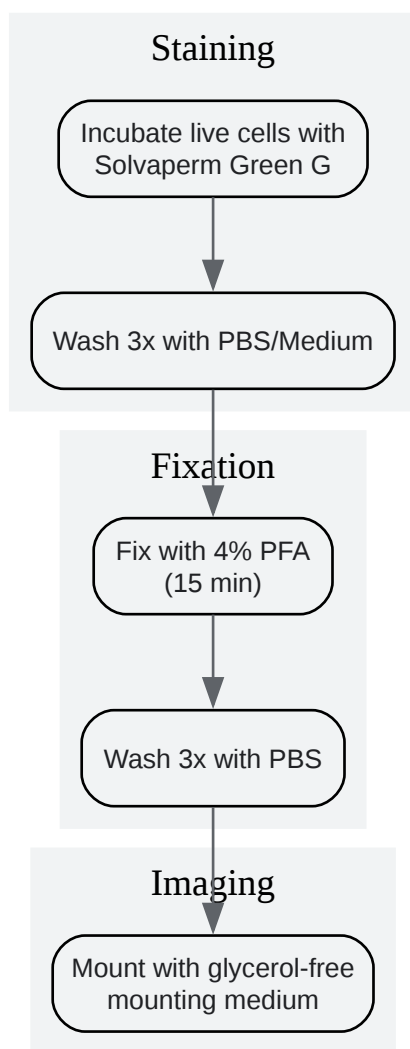 Staining
Incubate live cells with
Solvaperm Green G
Wash 3x with PBS/Medium
Fixation
Fix with 4% PFA
(15 min)
Wash 3x with PBS
Imaging
Mount with glycerol-free
mounting medium